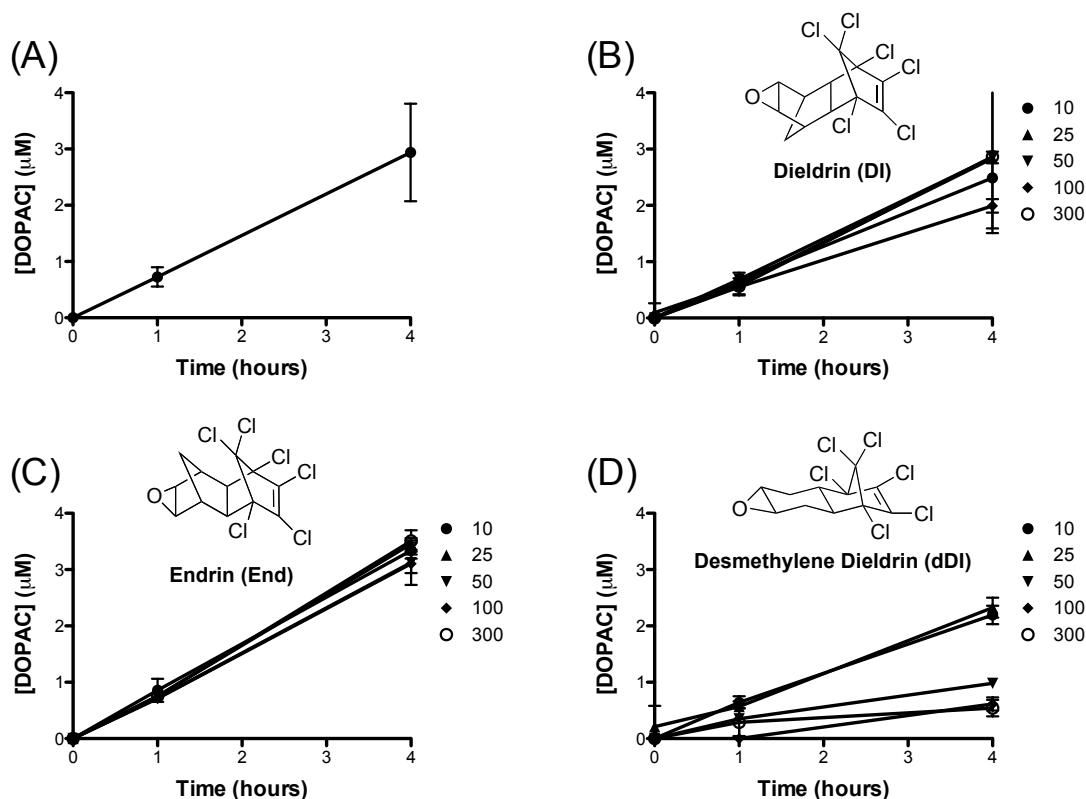 (A)
[DOPAC] (μM)
4
3
2
1
0
0 1 2 3 4
Time (hours)
(B)
Cl Cl
Cl
Cl
O
Cl
Cl
Dieldrin (DI)
[DOPAC] (μM)
4
3
2
1
0
0 1 2 3 4
Time (hours)
10
25
50
100
300
(C)
Cl
Cl
Cl
Cl
O
Cl
Cl
Endrin (End)
[DOPAC] (μM)
4
3
2
1
0
0 1 2 3 4
Time (hours)
10
25
50
100
300
(D)
Cl
Cl
Cl
Cl
O
Cl
Cl
Desmethylene Dieldrin (dDI)
[DOPAC] (μM)
4
3
2
1
0
0 1 2 3 4
Time (hours)
10
25
50
100
300